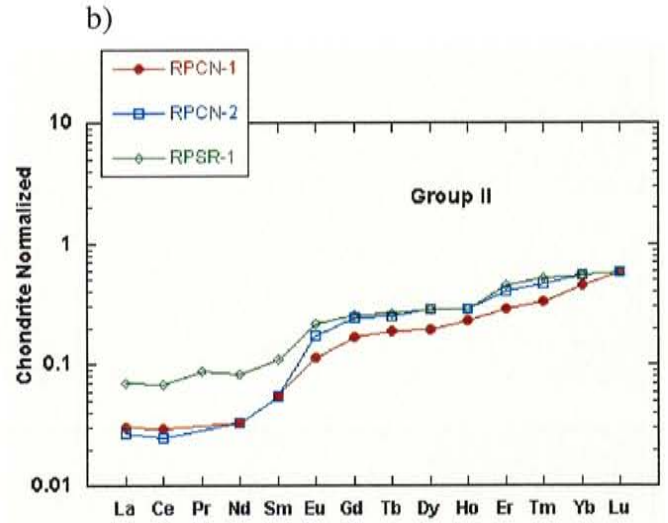 b)
RPCN-1
RPCN-2
RPSR-1
10
1
0.1
0.01
Chondrite Normalized
Group II
La Ce Pr Nd Sm Eu Gd Tb Dy Ho Er Tm Yb Lu